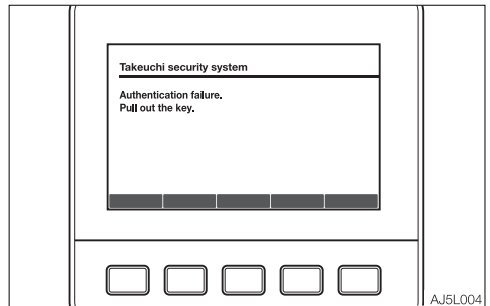 Takeuchi security system
Authentication failure.
Pull out the key.
AJ5L004